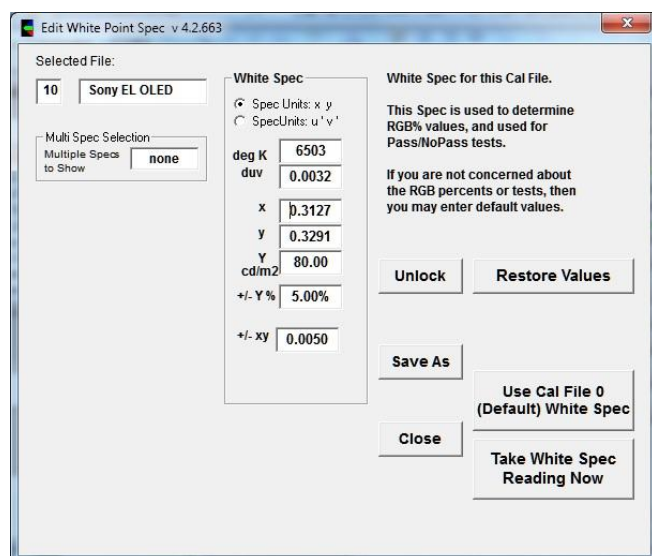 Edit White Point Spec v 4.2.663
x
Selected File:
10
Sony EL OLED
Multi Spec Selection
Multiple Specs
to Show
none
White Spec
Spec Units: x y
SpecUnits: u ' v '
deg K
6503
duv
0.0032
x
0.3127
y
0.3291
Y
cd/m2
80.00
+/- Y %
5.00%
+/- xy
0.0050
White Spec for this Cal File.
This Spec is used to determine
RGB% values, and used for
Pass/NoPass tests.
If you are not concerned about
the RGB percents or tests, then
you may enter default values.
Unlock
Restore Values
Save As
Use Cal File 0
(Default) White Spec
Close
Take White Spec
Reading Now